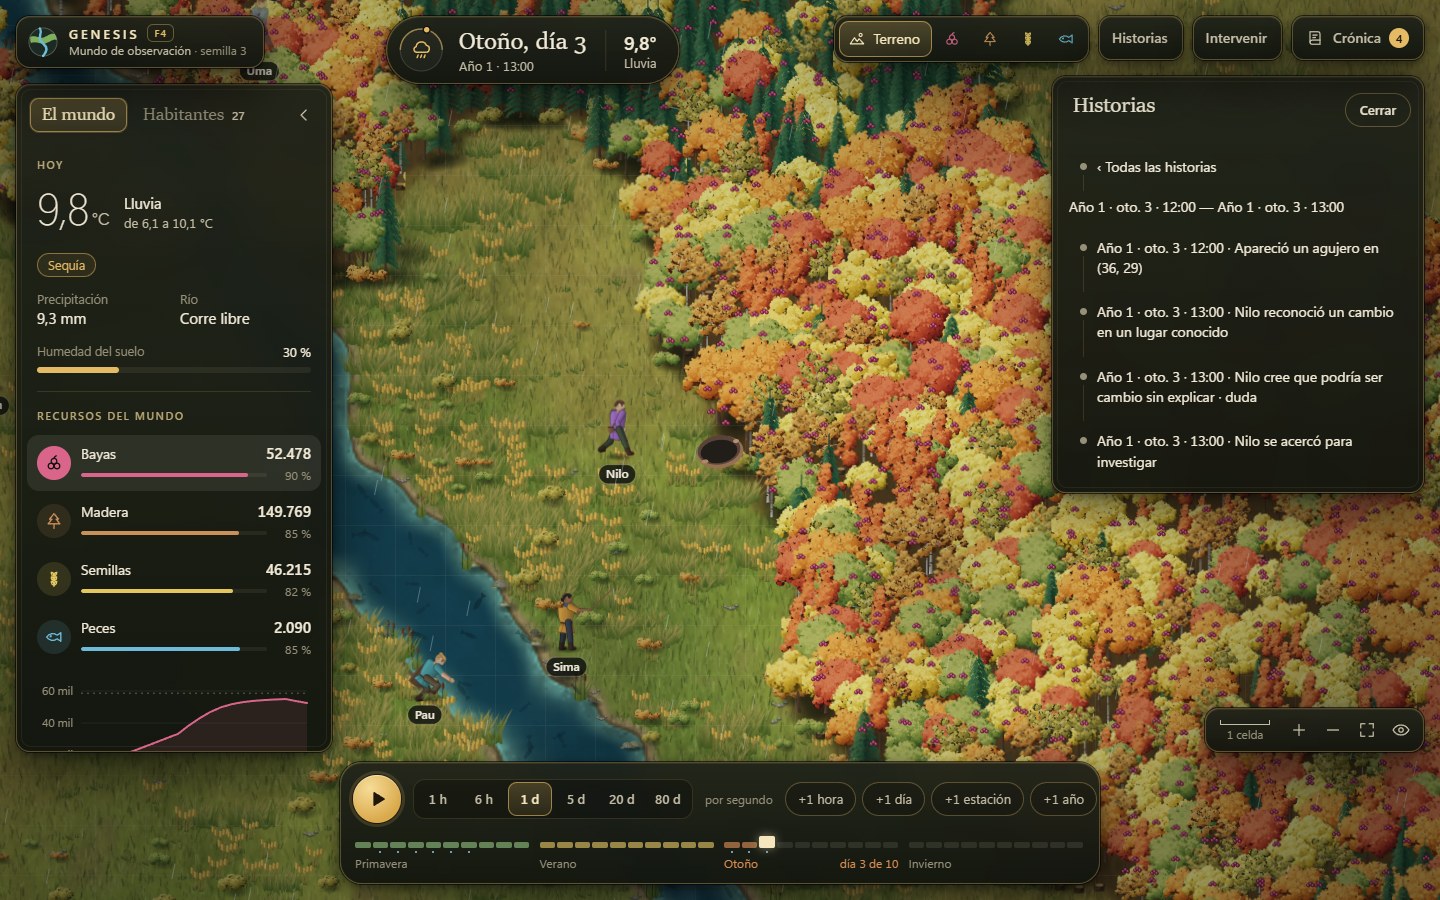 GENESIS F4
Mundo de observación · semilla 3
Uma
Otoño, día 3
Año 1 · 13:00
9,8°
Lluvia
Terreno
Historias
Intervenir
Crónica 4
El mundo
Habitantes 27
HOY
9,8 °C
Lluvia
de 6,1 a 10,1 °C
Sequía
Precipitación
9,3 mm
Río
Corre libre
Humedad del suelo 30 %
RECURSOS DEL MUNDO
Bayas 52.478
90 %
Madera 149.769
85 %
Semillas 46.215
82 %
Peces 2.090
85 %
60 mil
40 mil
Nilo
Sima
Pau
Historias
Cerrar
‹ Todas las historias
Año 1 · oto. 3 · 12:00 — Año 1 · oto. 3 · 13:00
Año 1 · oto. 3 · 12:00 · Apareció un agujero en
(36, 29)
Año 1 · oto. 3 · 13:00 · Nilo reconoció un cambio
en un lugar conocido
Año 1 · oto. 3 · 13:00 · Nilo cree que podría ser
cambio sin explicar · duda
Año 1 · oto. 3 · 13:00 · Nilo se acercó para
investigar
1 celda
1 h 6 h 1 d 5 d 20 d 80 d por segundo +1 hora +1 día +1 estación +1 año
Primavera Verano Otoño día 3 de 10 Invierno